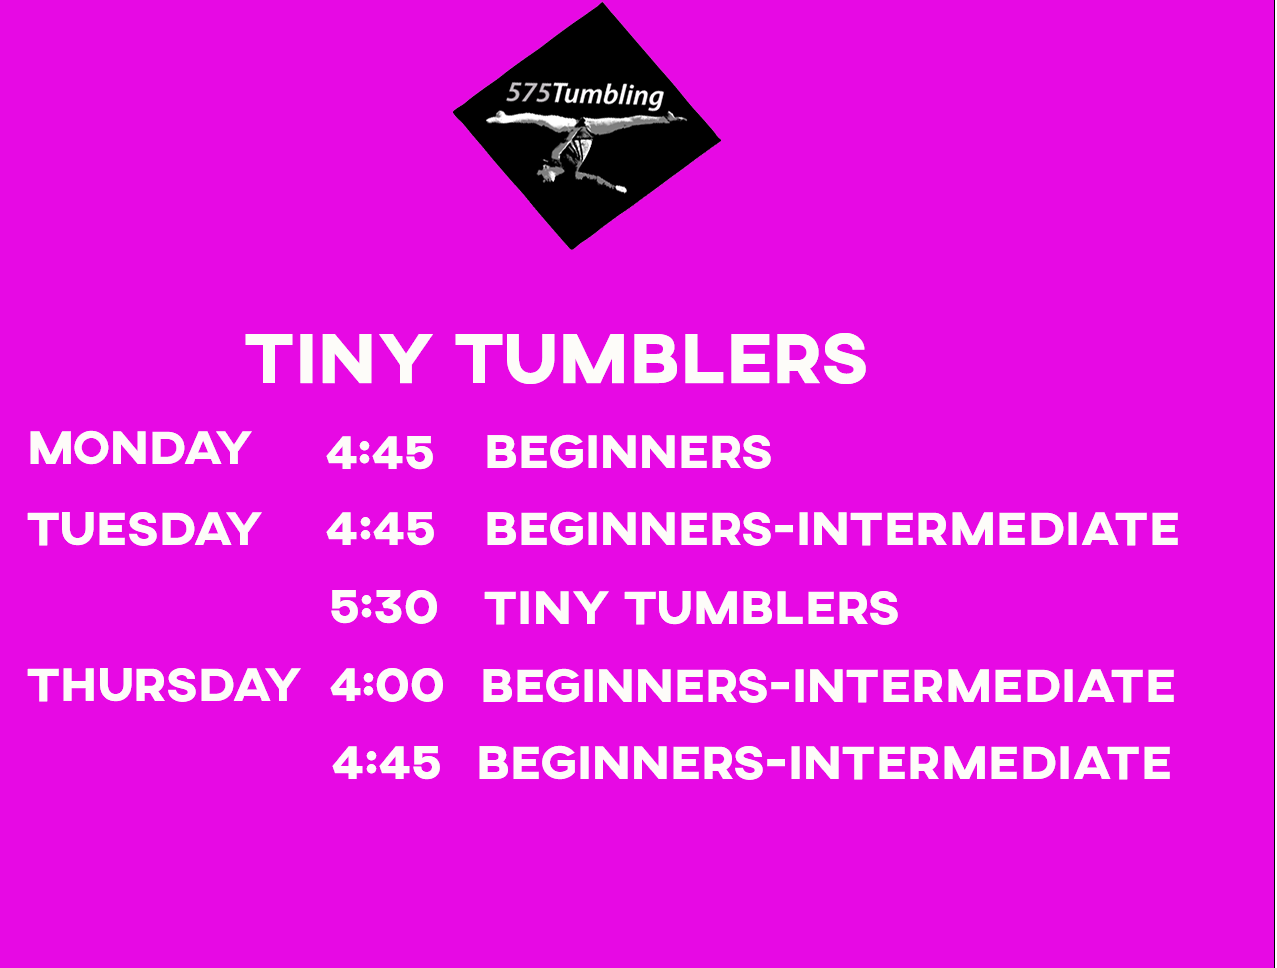 575Tumbling
TINY TUMBLERS
MONDAY 4:45 BEGINNERS
TUESDAY 4:45 BEGINNERS-INTERMEDIATE
5:30 TINY TUMBLERS
THURSDAY 4:00 BEGINNERS-INTERMEDIATE
4:45 BEGINNERS-INTERMEDIATE